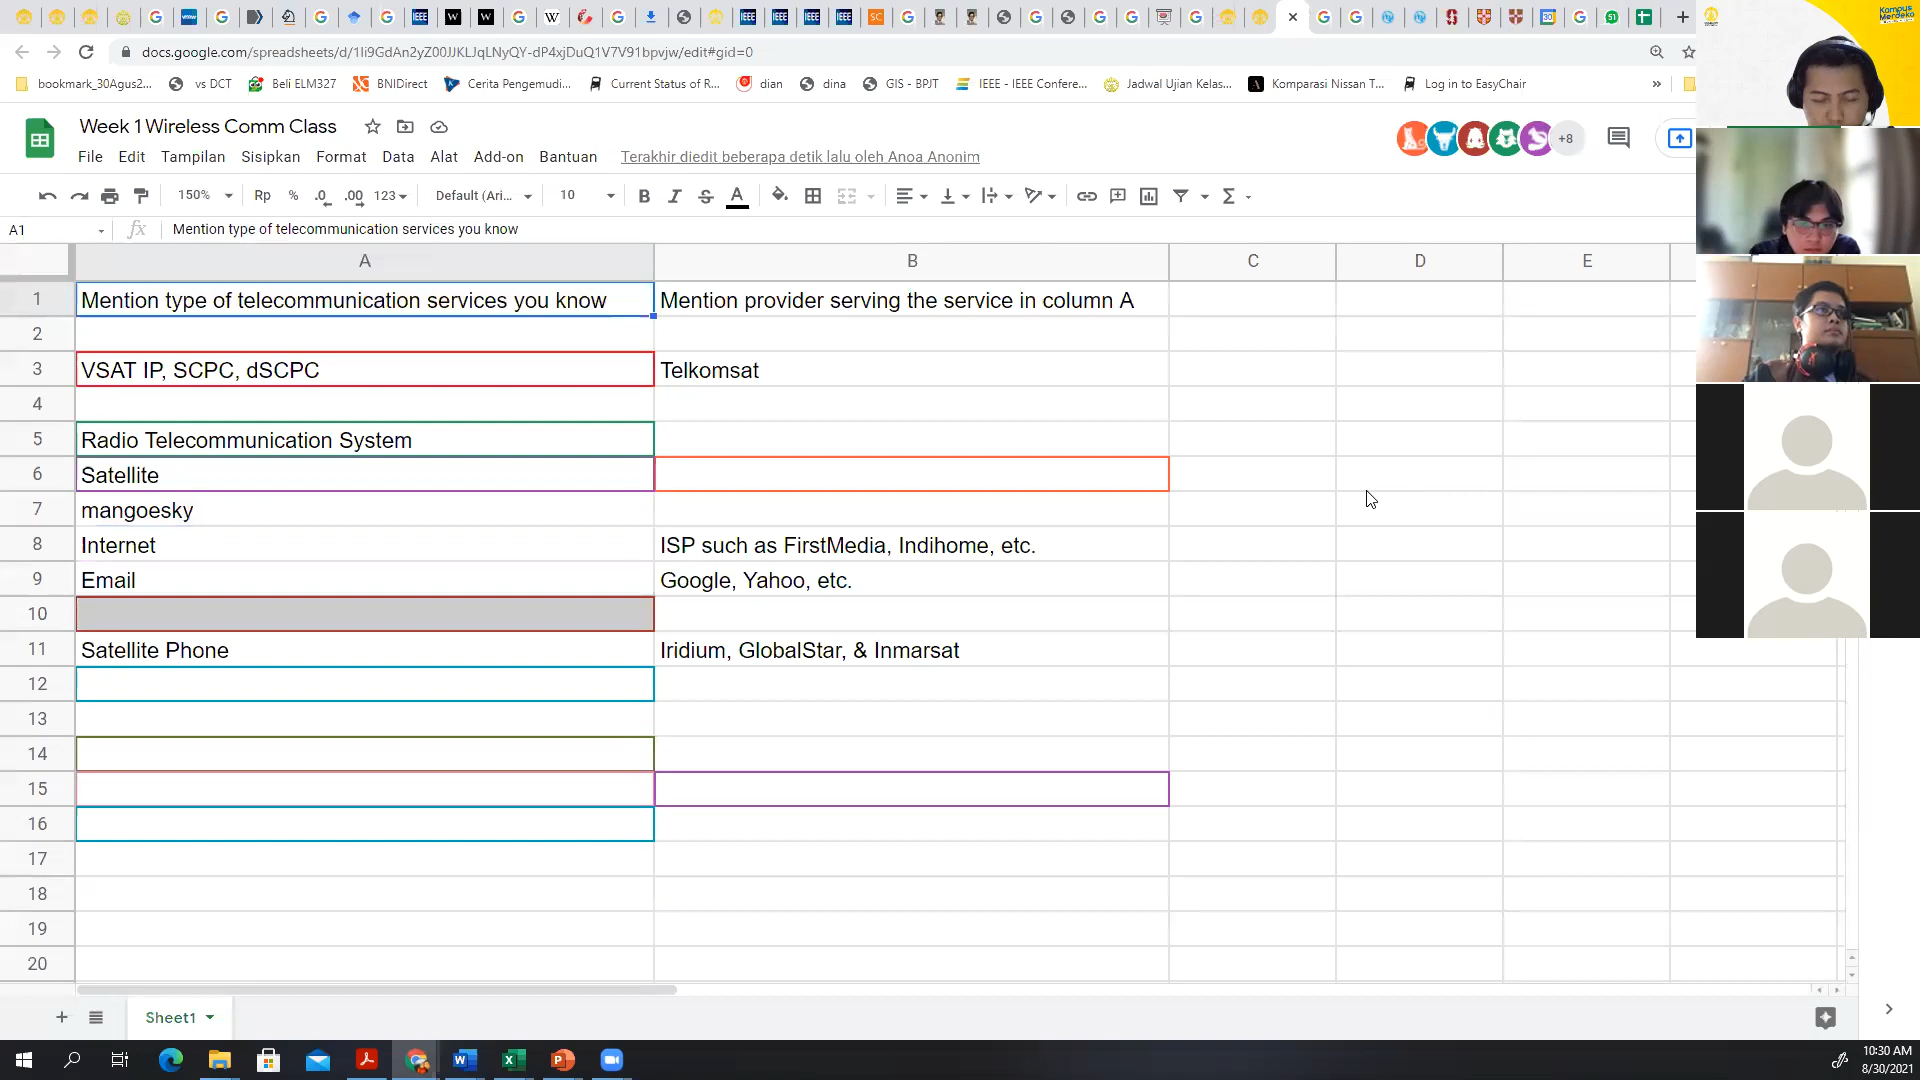 Kampus Merdeka
docs.google.com/spreadsheets/d/1Ii9GdAn2yZ00JJKLJqLNyQY-dP4xjDuQ1V7V91bpvjw/edit#gid=0
bookmark_30Agus2... vs DCT Beli ELM327 BNIDirect Cerita Pengemudi... Current Status of R... dian dina GIS - BPJT IEEE - IEEE Confere... Jadwal Ujian Kelas... Komparasi Nissan T... Log in to EasyChair »
Week 1 Wireless Comm Class
+8
File Edit Tampilan Sisipkan Format Data Alat Add-on Bantuan Terakhir diedit beberapa detik lalu oleh Anoa Anonim
150% Rp % .0 .00 123 Default (Ari... 10 B I S A Σ
A1 fx Mention type of telecommunication services you know
A B C D E
1 Mention type of telecommunication services you know Mention provider serving the service in column A
2
3 VSAT IP, SCPC, dSCPC Telkomsat
4
5 Radio Telecommunication System
6 Satellite
7 mangoesky
8 Internet ISP such as FirstMedia, Indihome, etc.
9 Email Google, Yahoo, etc.
10
11 Satellite Phone Iridium, GlobalStar, & Inmarsat
12
13
14
15
16
17
18
19
20
Sheet1
10:30 AM
8/30/2021